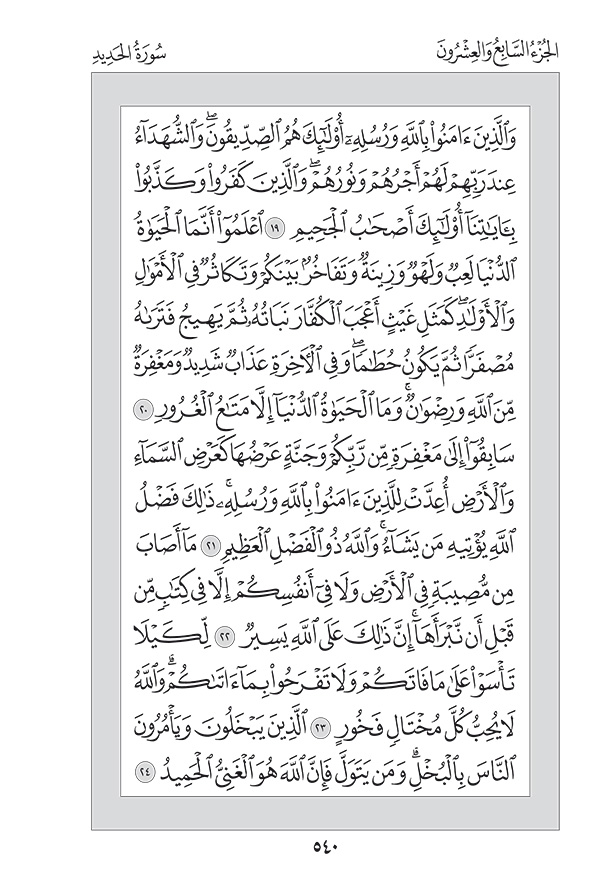 الجُزْءُ السَّابِعُ وَالعِشْرُونَ
سُورَةُ الحَدِيدِ
وَٱلَّذِينَ ءَامَنُوا۟ بِٱللَّهِ وَرُسُلِهِۦٓ أُو۟لَٰٓئِكَ هُمُ ٱلصِّدِّيقُونَ ۖ وَٱلشُّهَدَآءُ
عِندَ رَبِّهِمْ لَهُمْ أَجْرُهُمْ وَنُورُهُمْ ۖ وَٱلَّذِينَ كَفَرُوا۟ وَكَذَّبُوا۟
بِـَٔايَٰتِنَآ أُو۟لَٰٓئِكَ أَصْحَٰبُ ٱلْجَحِيمِ ١٩ ٱعْلَمُوٓا۟ أَنَّمَا ٱلْحَيَوٰةُ
ٱلدُّنْيَا لَعِبٌ وَلَهْوٌ وَزِينَةٌ وَتَفَاخُرٌۢ بَيْنَكُمْ وَتَكَاثُرٌ فِى ٱلْأَمْوَٰلِ
وَٱلْأَوْلَٰدِ ۖ كَمَثَلِ غَيْثٍ أَعْجَبَ ٱلْكُفَّارَ نَبَاتُهُۥ ثُمَّ يَهِيجُ فَتَرَىٰهُ
مُصْفَرًّا ثُمَّ يَكُونُ حُطَٰمًا ۖ وَفِى ٱلْـَٔاخِرَةِ عَذَابٌ شَدِيدٌ وَمَغْفِرَةٌ
مِّنَ ٱللَّهِ وَرِضْوَٰنٌ ۚ وَمَا ٱلْحَيَوٰةُ ٱلدُّنْيَآ إِلَّا مَتَٰعُ ٱلْغُرُورِ ٢٠
سَابِقُوٓا۟ إِلَىٰ مَغْفِرَةٍ مِّن رَّبِّكُمْ وَجَنَّةٍ عَرْضُهَا كَعَرْضِ ٱلسَّمَآءِ
وَٱلْأَرْضِ أُعِدَّتْ لِلَّذِينَ ءَامَنُوا۟ بِٱللَّهِ وَرُسُلِهِۦ ۚ ذَٰلِكَ فَضْلُ
ٱللَّهِ يُؤْتِيهِ مَن يَشَآءُ ۚ وَٱللَّهُ ذُو ٱلْفَضْلِ ٱلْعَظِيمِ ٢١ مَآ أَصَابَ
مِن مُّصِيبَةٍ فِى ٱلْأَرْضِ وَلَا فِىٓ أَنفُسِكُمْ إِلَّا فِى كِتَٰبٍ مِّن
قَبْلِ أَن نَّبْرَأَهَآ ۚ إِنَّ ذَٰلِكَ عَلَى ٱللَّهِ يَسِيرٌ ٢٢ لِّكَيْلَا
تَأْسَوْا۟ عَلَىٰ مَا فَاتَكُمْ وَلَا تَفْرَحُوا۟ بِمَآ ءَاتَىٰكُمْ ۗ وَٱللَّهُ
لَا يُحِبُّ كُلَّ مُخْتَالٍ فَخُورٍ ٢٣ ٱلَّذِينَ يَبْخَلُونَ وَيَأْمُرُونَ
ٱلنَّاسَ بِٱلْبُخْلِ ۗ وَمَن يَتَوَلَّ فَإِنَّ ٱللَّهَ هُوَ ٱلْغَنِىُّ ٱلْحَمِيدُ ٢٤
٥٤٠